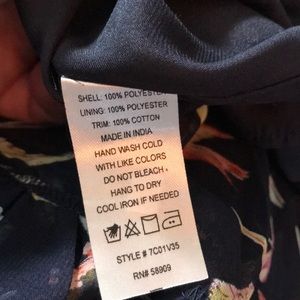 SHELL: 100% POLYESTER
LINING: 100% POLYESTER
TRIM: 100% COTTON
MADE IN INDIA
HAND WASH COLD
WITH LIKE COLORS
DO NOT BLEACH
HANG TO DRY
COOL IRON IF NEEDED
STYLE # 7C01V35
RN# 58909